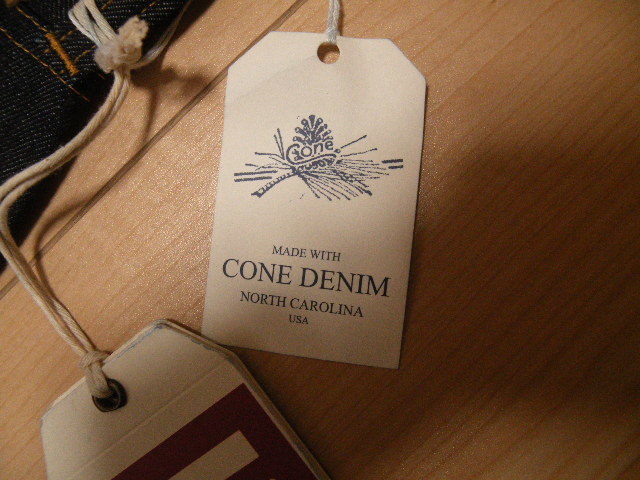 Cone
MADE WITH
CONE DENIM
NORTH CAROLINA
USA